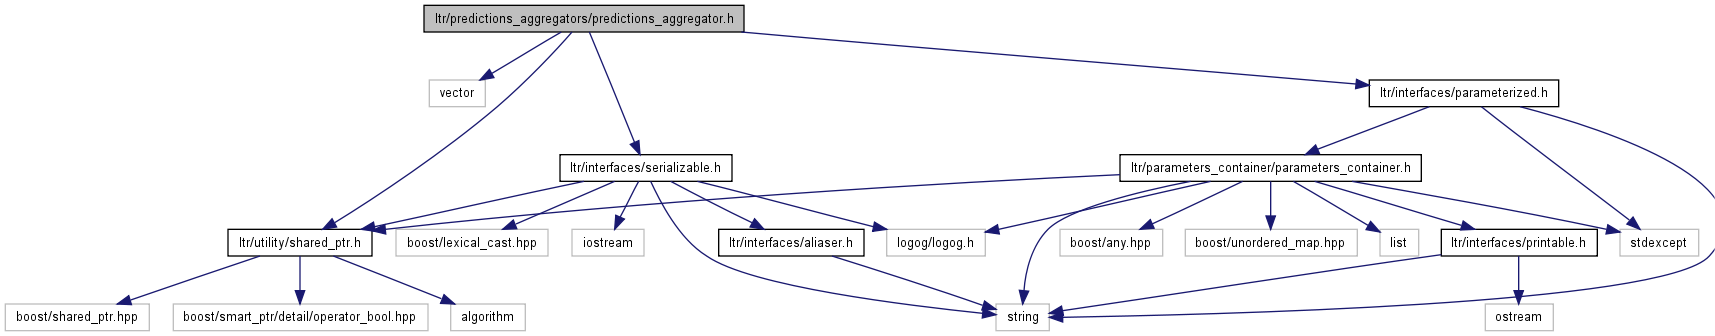 ltr/predictions_aggregators/predictions_aggregator.h
vector
ltr/interfaces/parameterized.h
ltr/interfaces/serializable.h
ltr/parameters_container/parameters_container.h
ltr/utility/shared_ptr.h
boost/lexical_cast.hpp
iostream
ltr/interfaces/aliaser.h
logog/logog.h
boost/any.hpp
boost/unordered_map.hpp
list
ltr/interfaces/printable.h
stdexcept
boost/shared_ptr.hpp
boost/smart_ptr/detail/operator_bool.hpp
algorithm
string
ostream